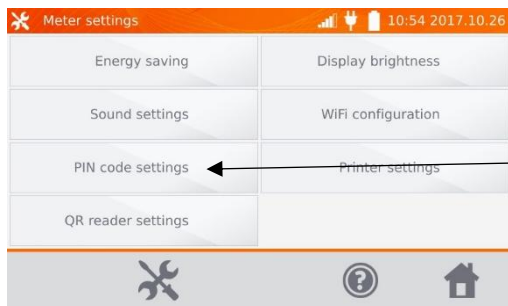 Meter settings 10:54 2017.10.26
Energy saving Display brightness
Sound settings WiFi configuration
PIN code settings Printer settings
QR reader settings
?